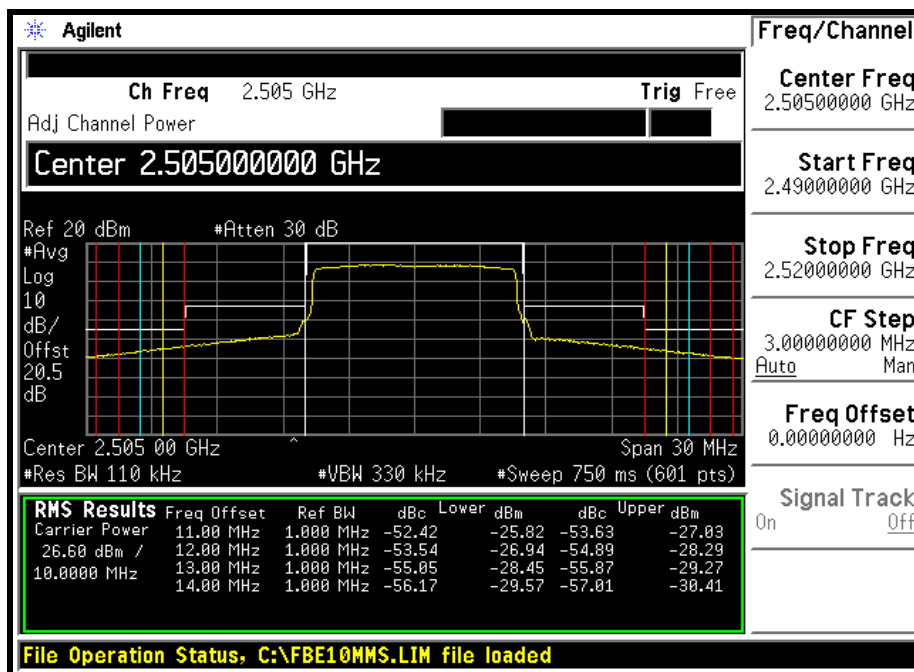 Agilent
Freq/Channel
Ch Freq 2.505 GHz Trig Free
Adj Channel Power
Center 2.505000000 GHz
Center Freq
2.50500000 GHz
Start Freq
2.49000000 GHz
Stop Freq
2.52000000 GHz
CF Step
3.00000000 MHz
Auto Man
Freq Offset
0.00000000 Hz
Signal Track
On Off
Ref 20 dBm #Atten 30 dB
#Avg
Log
10
dB/
Offst
20.5
dB
Center 2.505 00 GHz ^ Span 30 MHz
#Res BW 110 kHz #VBW 330 kHz #Sweep 750 ms (601 pts)
RMS Results Freq Offset Ref BW dBc Lower dBm dBc Upper dBm
Carrier Power 11.00 MHz 1.000 MHz -52.42 -25.82 -53.63 -27.03
26.60 dBm / 12.00 MHz 1.000 MHz -53.54 -26.94 -54.89 -28.29
10.0000 MHz 13.00 MHz 1.000 MHz -55.05 -28.45 -55.87 -29.27
14.00 MHz 1.000 MHz -56.17 -29.57 -57.01 -30.41
File Operation Status, C:\FBE10MMS.LIM file loaded